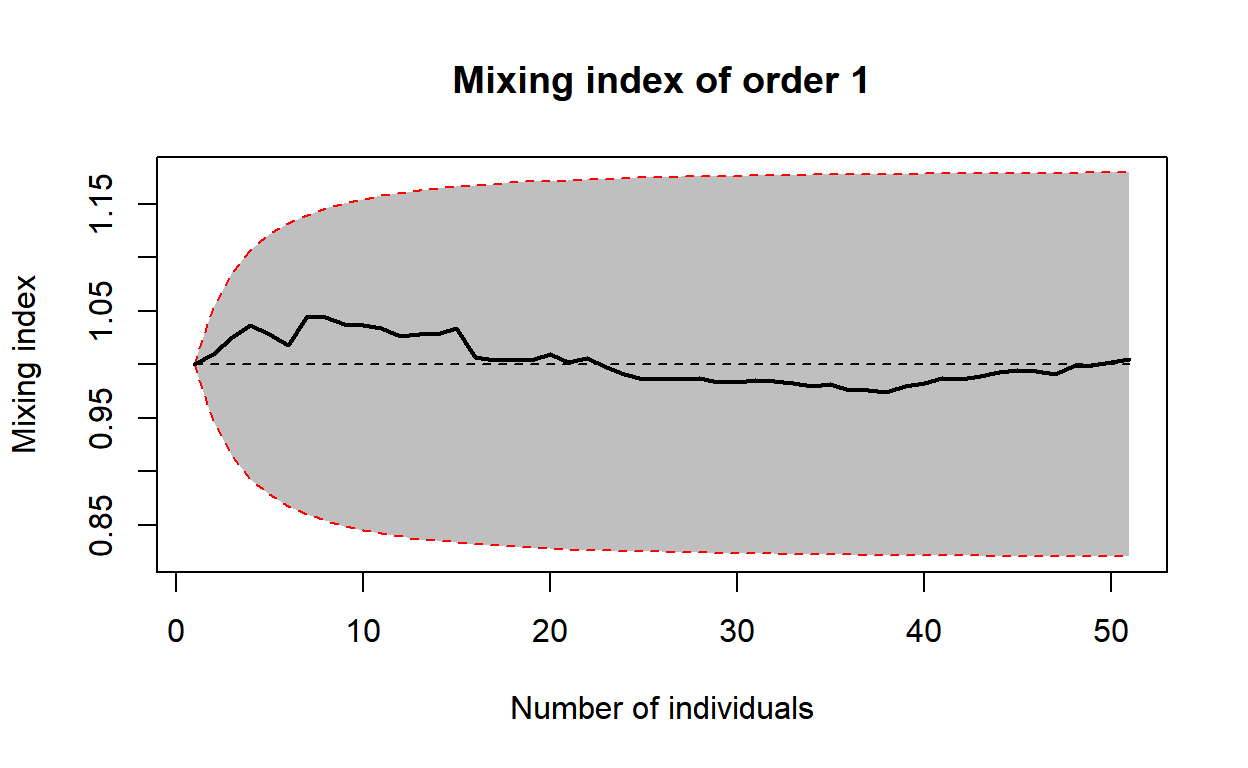 Mixing index of order 1
Mixing index
1.15
1.05
0.95
0.85
0 10 20 30 40 50
Number of individuals